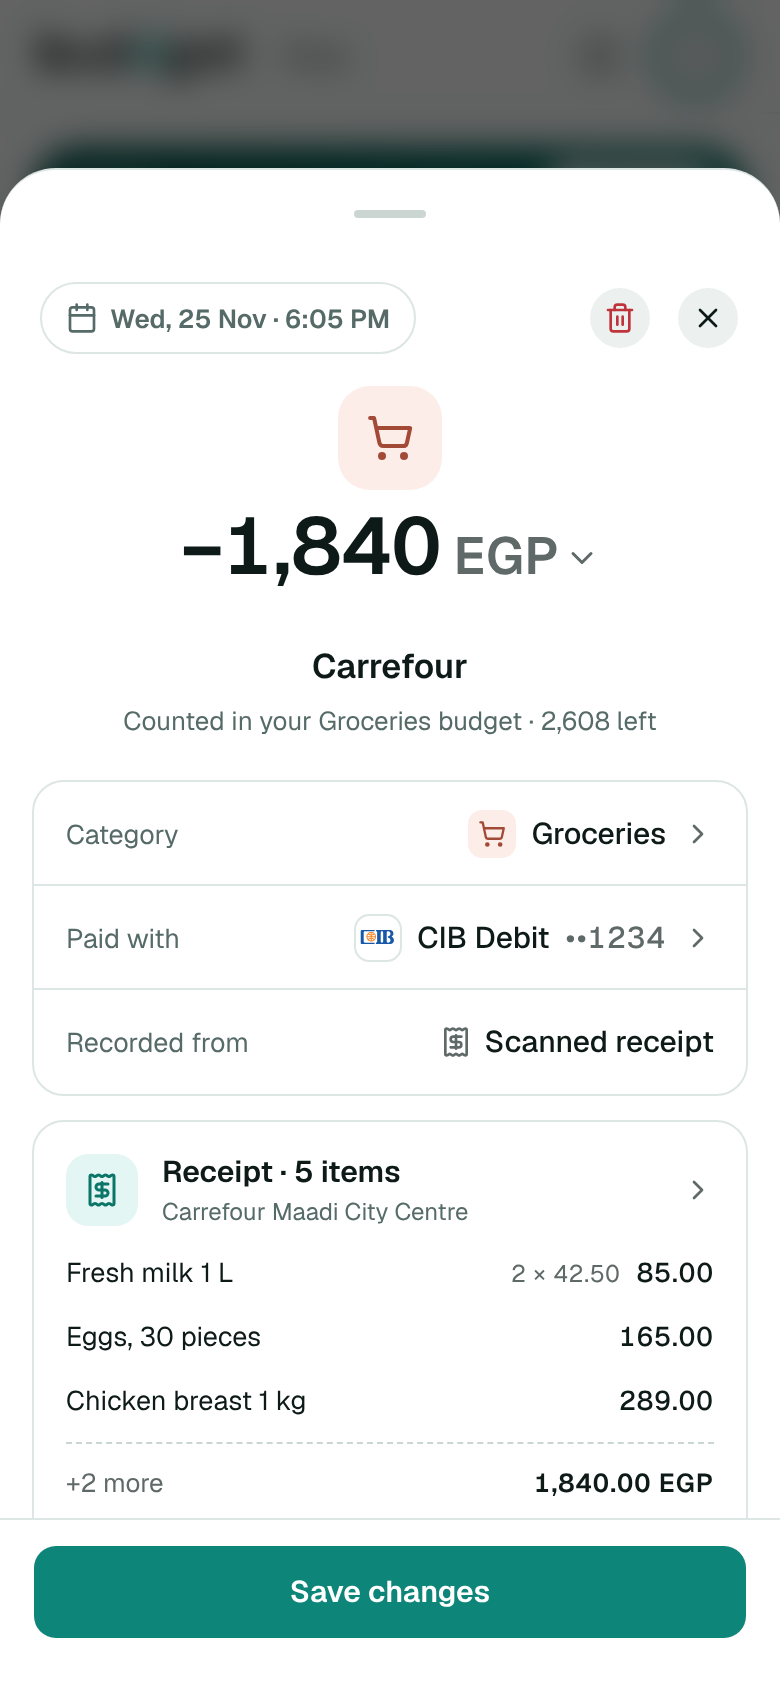 Wed, 25 Nov · 6:05 PM
−1,840 EGP
Carrefour
Counted in your Groceries budget · 2,608 left
Category Groceries
Paid with CIB CIB Debit ••1234
Recorded from Scanned receipt
Receipt · 5 items
Carrefour Maadi City Centre
Fresh milk 1 L 2 × 42.50 85.00
Eggs, 30 pieces 165.00
Chicken breast 1 kg 289.00
+2 more 1,840.00 EGP
Save changes